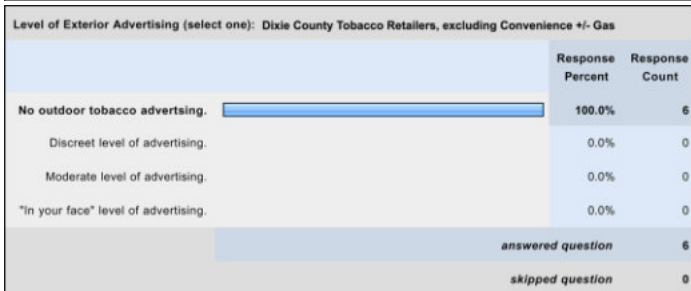 Level of Exterior Advertising (select one): Dixie County Tobacco Retailers, excluding Convenience +/- Gas
Response Percent Response Count
No outdoor tobacco advertsing. 100.0% 6
Discreet level of advertising. 0.0% 0
Moderate level of advertising. 0.0% 0
"In your face" level of advertising. 0.0% 0
answered question 6
skipped question 0